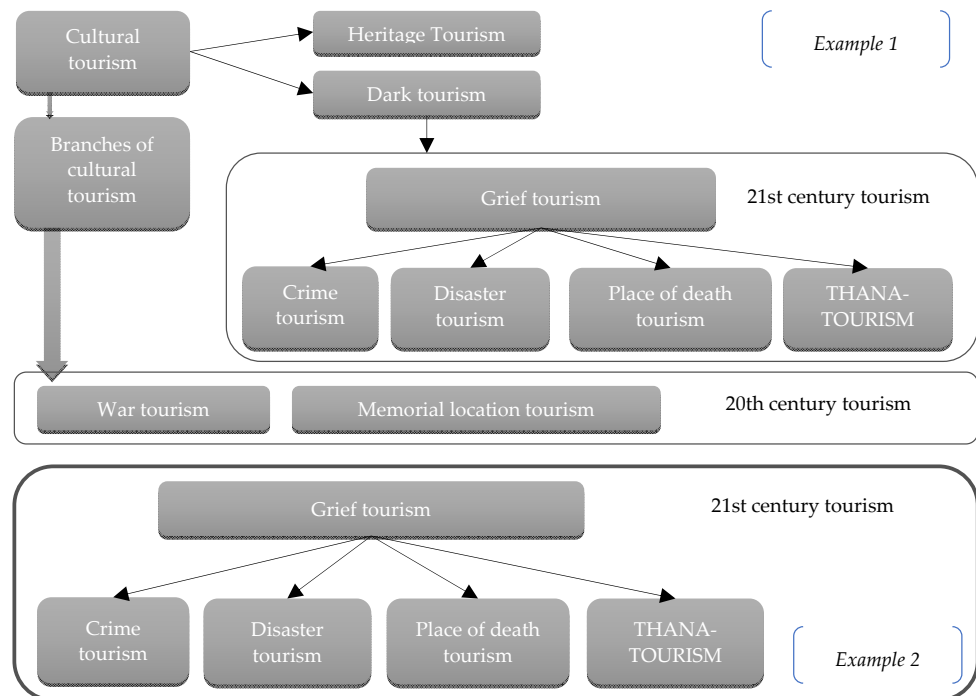 Cultural
tourism
Heritage Tourism
Example 1
Dark tourism
Branches of
cultural
tourism
Grief tourism
21st century tourism
Crime
tourism
Disaster
tourism
Place of death
tourism
THANA-
TOURISM
War tourism
Memorial location tourism
20th century tourism
Grief tourism
21st century tourism
Crime
tourism
Disaster
tourism
Place of death
tourism
THANA-
TOURISM
Example 2